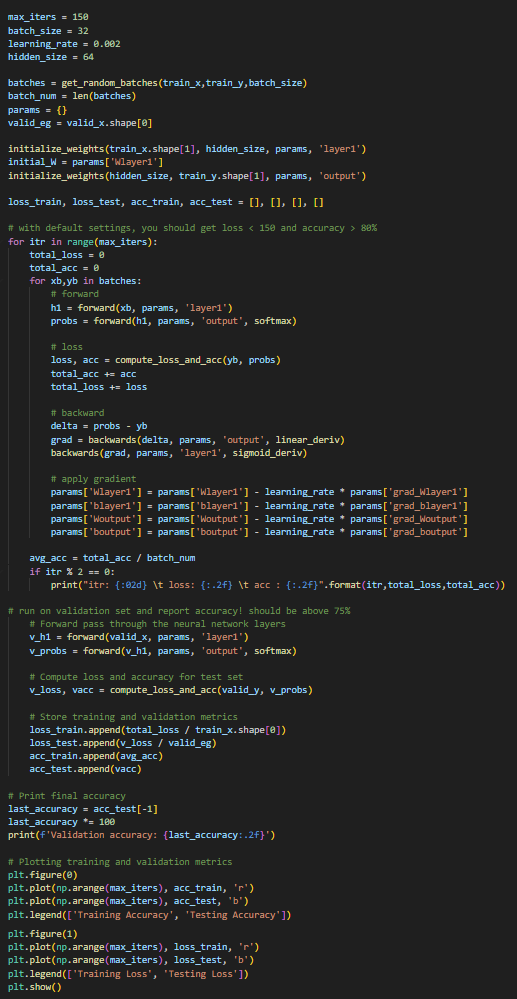 max_iters = 150
batch_size = 32
learning_rate = 0.002
hidden_size = 64
batches = get_random_batches(train_x,train_y,batch_size)
batch_num = len(batches)
params = {}
valid_eg = valid_x.shape[0]
initialize_weights(train_x.shape[1], hidden_size, params, 'layer1')
initial_W = params['Wlayer1']
initialize_weights(hidden_size, train_y.shape[1], params, 'output')
loss_train, loss_test, acc_train, acc_test = [], [], [], []
# with default settings, you should get loss < 150 and accuracy > 80%
for itr in range(max_iters):
    total_loss = 0
    total_acc = 0
    for xb,yb in batches:
        # forward
        h1 = forward(xb, params, 'layer1')
        probs = forward(h1, params, 'output', softmax)
        # loss
        loss, acc = compute_loss_and_acc(yb, probs)
        total_acc += acc
        total_loss += loss
        # backward
        delta = probs - yb
        grad = backwards(delta, params, 'output', linear_deriv)
        backwards(grad, params, 'layer1', sigmoid_deriv)
        # apply gradient
        params['Wlayer1'] = params['Wlayer1'] - learning_rate * params['grad_Wlayer1']
        params['blayer1'] = params['blayer1'] - learning_rate * params['grad_blayer1']
        params['Woutput'] = params['Woutput'] - learning_rate * params['grad_Woutput']
        params['boutput'] = params['boutput'] - learning_rate * params['grad_boutput']
    avg_acc = total_acc / batch_num
    if itr % 2 == 0:
        print("itr: {:02d} \t loss: {:.2f} \t acc : {:.2f}".format(itr,total_loss,total_acc))
# run on validation set and report accuracy! should be above 75%
    # Forward pass through the neural network layers
    v_h1 = forward(valid_x, params, 'layer1')
    v_probs = forward(v_h1, params, 'output', softmax)
    # Compute loss and accuracy for test set
    v_loss, vacc = compute_loss_and_acc(valid_y, v_probs)
    # Store training and validation metrics
    loss_train.append(total_loss / train_x.shape[0])
    loss_test.append(v_loss / valid_eg)
    acc_train.append(avg_acc)
    acc_test.append(vacc)
# Print final accuracy
last_accuracy = acc_test[-1]
last_accuracy *= 100
print(f'Validation accuracy: {last_accuracy:.2f}')
# Plotting training and validation metrics
plt.figure(0)
plt.plot(np.arange(max_iters), acc_train, 'r')
plt.plot(np.arange(max_iters), acc_test, 'b')
plt.legend(['Training Accuracy', 'Testing Accuracy'])
plt.figure(1)
plt.plot(np.arange(max_iters), loss_train, 'r')
plt.plot(np.arange(max_iters), loss_test, 'b')
plt.legend(['Training Loss', 'Testing Loss'])
plt.show()